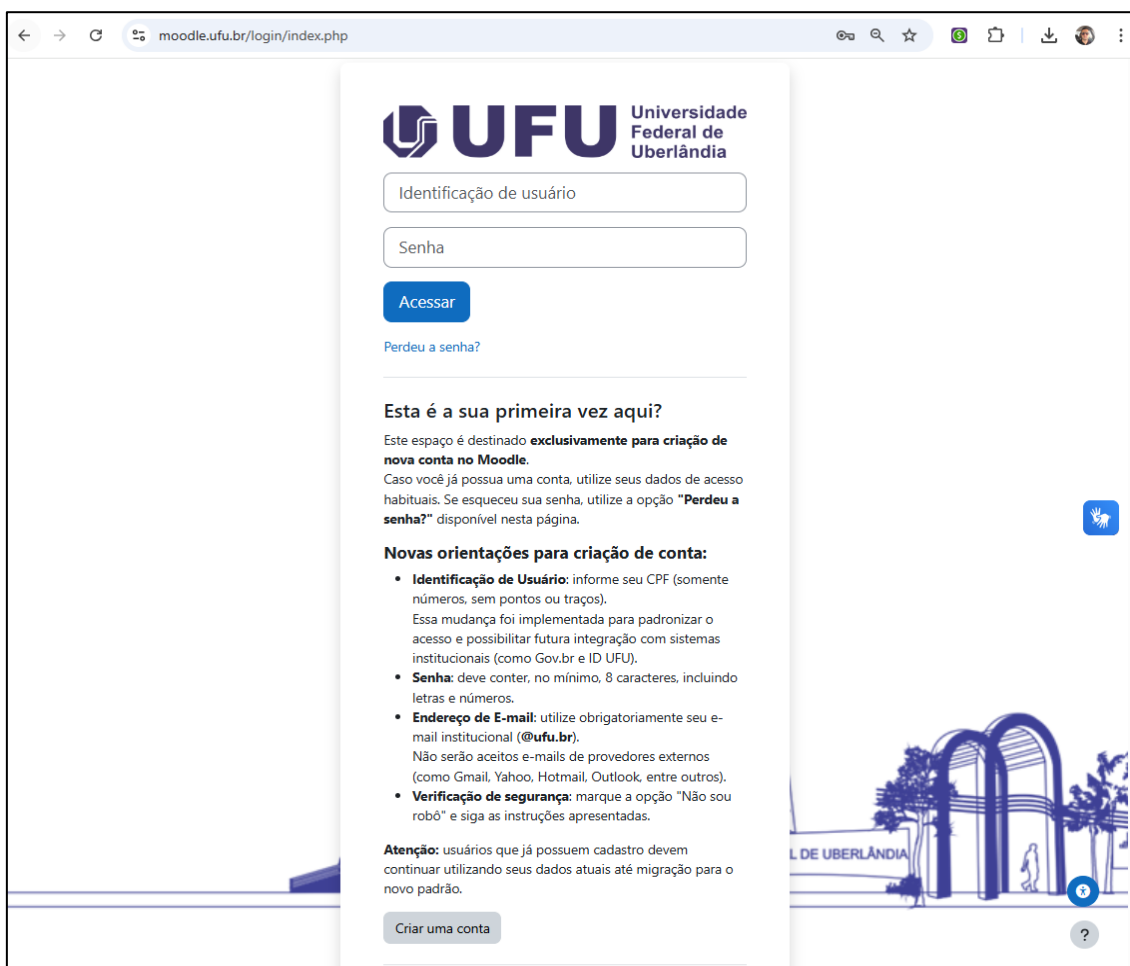 moodle.ufu.br/login/index.php
UFU
Universidade
Federal de
Uberlândia
Identificação de usuário
Senha
Acessar
Perdeu a senha?
Esta é a sua primeira vez aqui?
Este espaço é destinado exclusivamente para criação de
nova conta no Moodle.
Caso você já possua uma conta, utilize seus dados de acesso
habituais. Se esqueceu sua senha, utilize a opção "Perdeu a
senha?" disponível nesta página.
Novas orientações para criação de conta:
• Identificação de Usuário: informe seu CPF (somente
números, sem pontos ou traços).
Essa mudança foi implementada para padronizar o
acesso e possibilitar futura integração com sistemas
institucionais (como Gov.br e ID UFU).
• Senha: deve conter, no mínimo, 8 caracteres, incluindo
letras e números.
• Endereço de E-mail: utilize obrigatoriamente seu e-
mail institucional (@ufu.br).
Não serão aceitos e-mails de provedores externos
(como Gmail, Yahoo, Hotmail, Outlook, entre outros).
• Verificação de segurança: marque a opção "Não sou
robô" e siga as instruções apresentadas.
Atenção: usuários que já possuem cadastro devem
continuar utilizando seus dados atuais até migração para o
novo padrão.
Criar uma conta
L DE UBERLÂNDIA
?